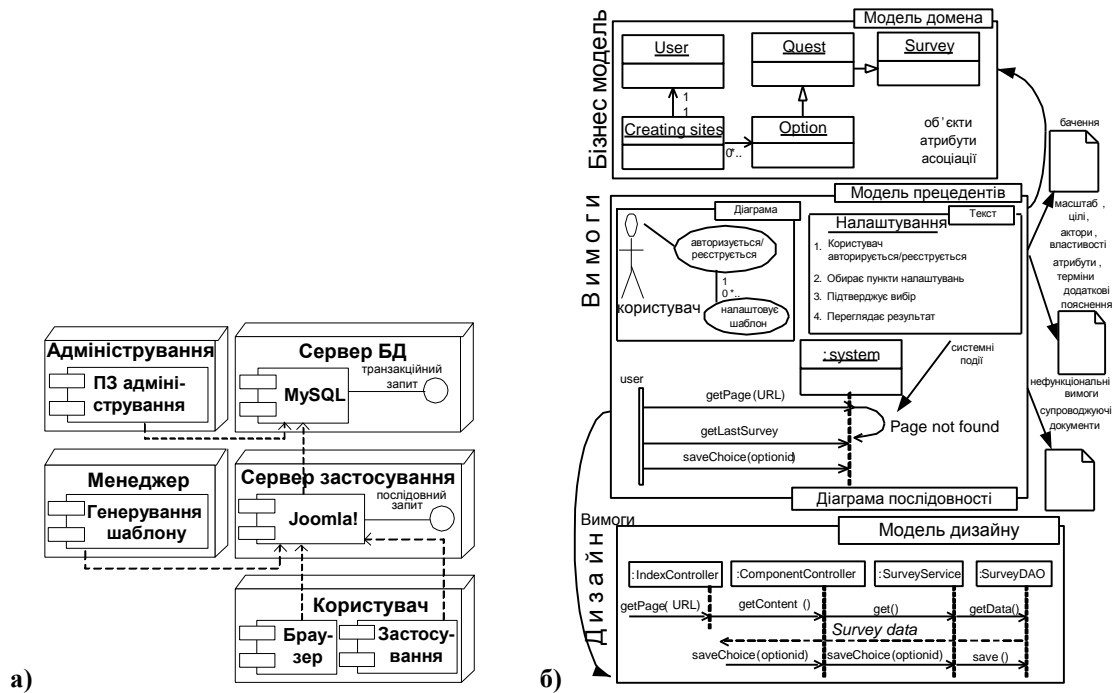 Адміністрування
ПЗ адміні-
стрування
Сервер БД
MySQL
транзакційний
запит
Менеджер
Генерування
шаблону
Сервер застосування
Joomla!
послідовний
запит
Користувач
Брау-
зер
Застосу-
вання
а)
Бізнес модель
Модель домена
User
Quest
Survey
1
1
Creating sites
0*..
Option
об'єкти
атрибути
асоціації
Вимоги
Модель прецедентів
Діаграма
авторизується/
реєструється
1
0*..
налаштовує
шаблон
користувач
Текст
Налаштування
1. Користувач
авторирується/реєструється
2. Обирає пункти налаштувань
3. Підтверджує вибір
4. Переглядає результат
бачення
масштаб ,
цілі,
актори ,
властивості
атрибути ,
терміни
додаткові
пояснення
нефункціональні
вимоги
супроводжуючі
документи
системні
події
:system
user
getPage (URL)
Page not found
getLastSurvey
saveChoice(optionid)
Діаграма послідовності
Вимоги
Дизайн
Модель дизайну
:IndexController
:ComponentController
:SurveyService
:SurveyDAO
getPage( URL)
getContent ()
get()
getData()
Survey data
saveChoice(optionid)
saveChoice(optionid)
save ()
б)